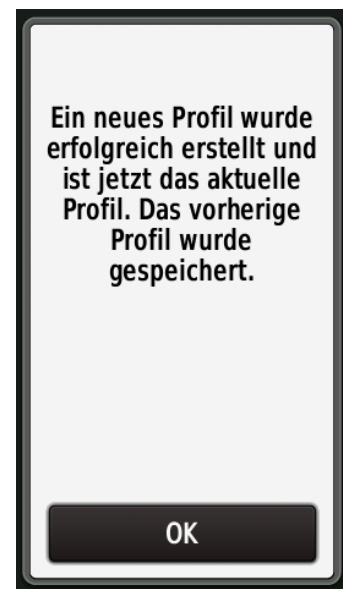 Ein neues Profil wurde
erfolgreich erstellt und
ist jetzt das aktuelle
Profil. Das vorherige
Profil wurde
gespeichert.
OK